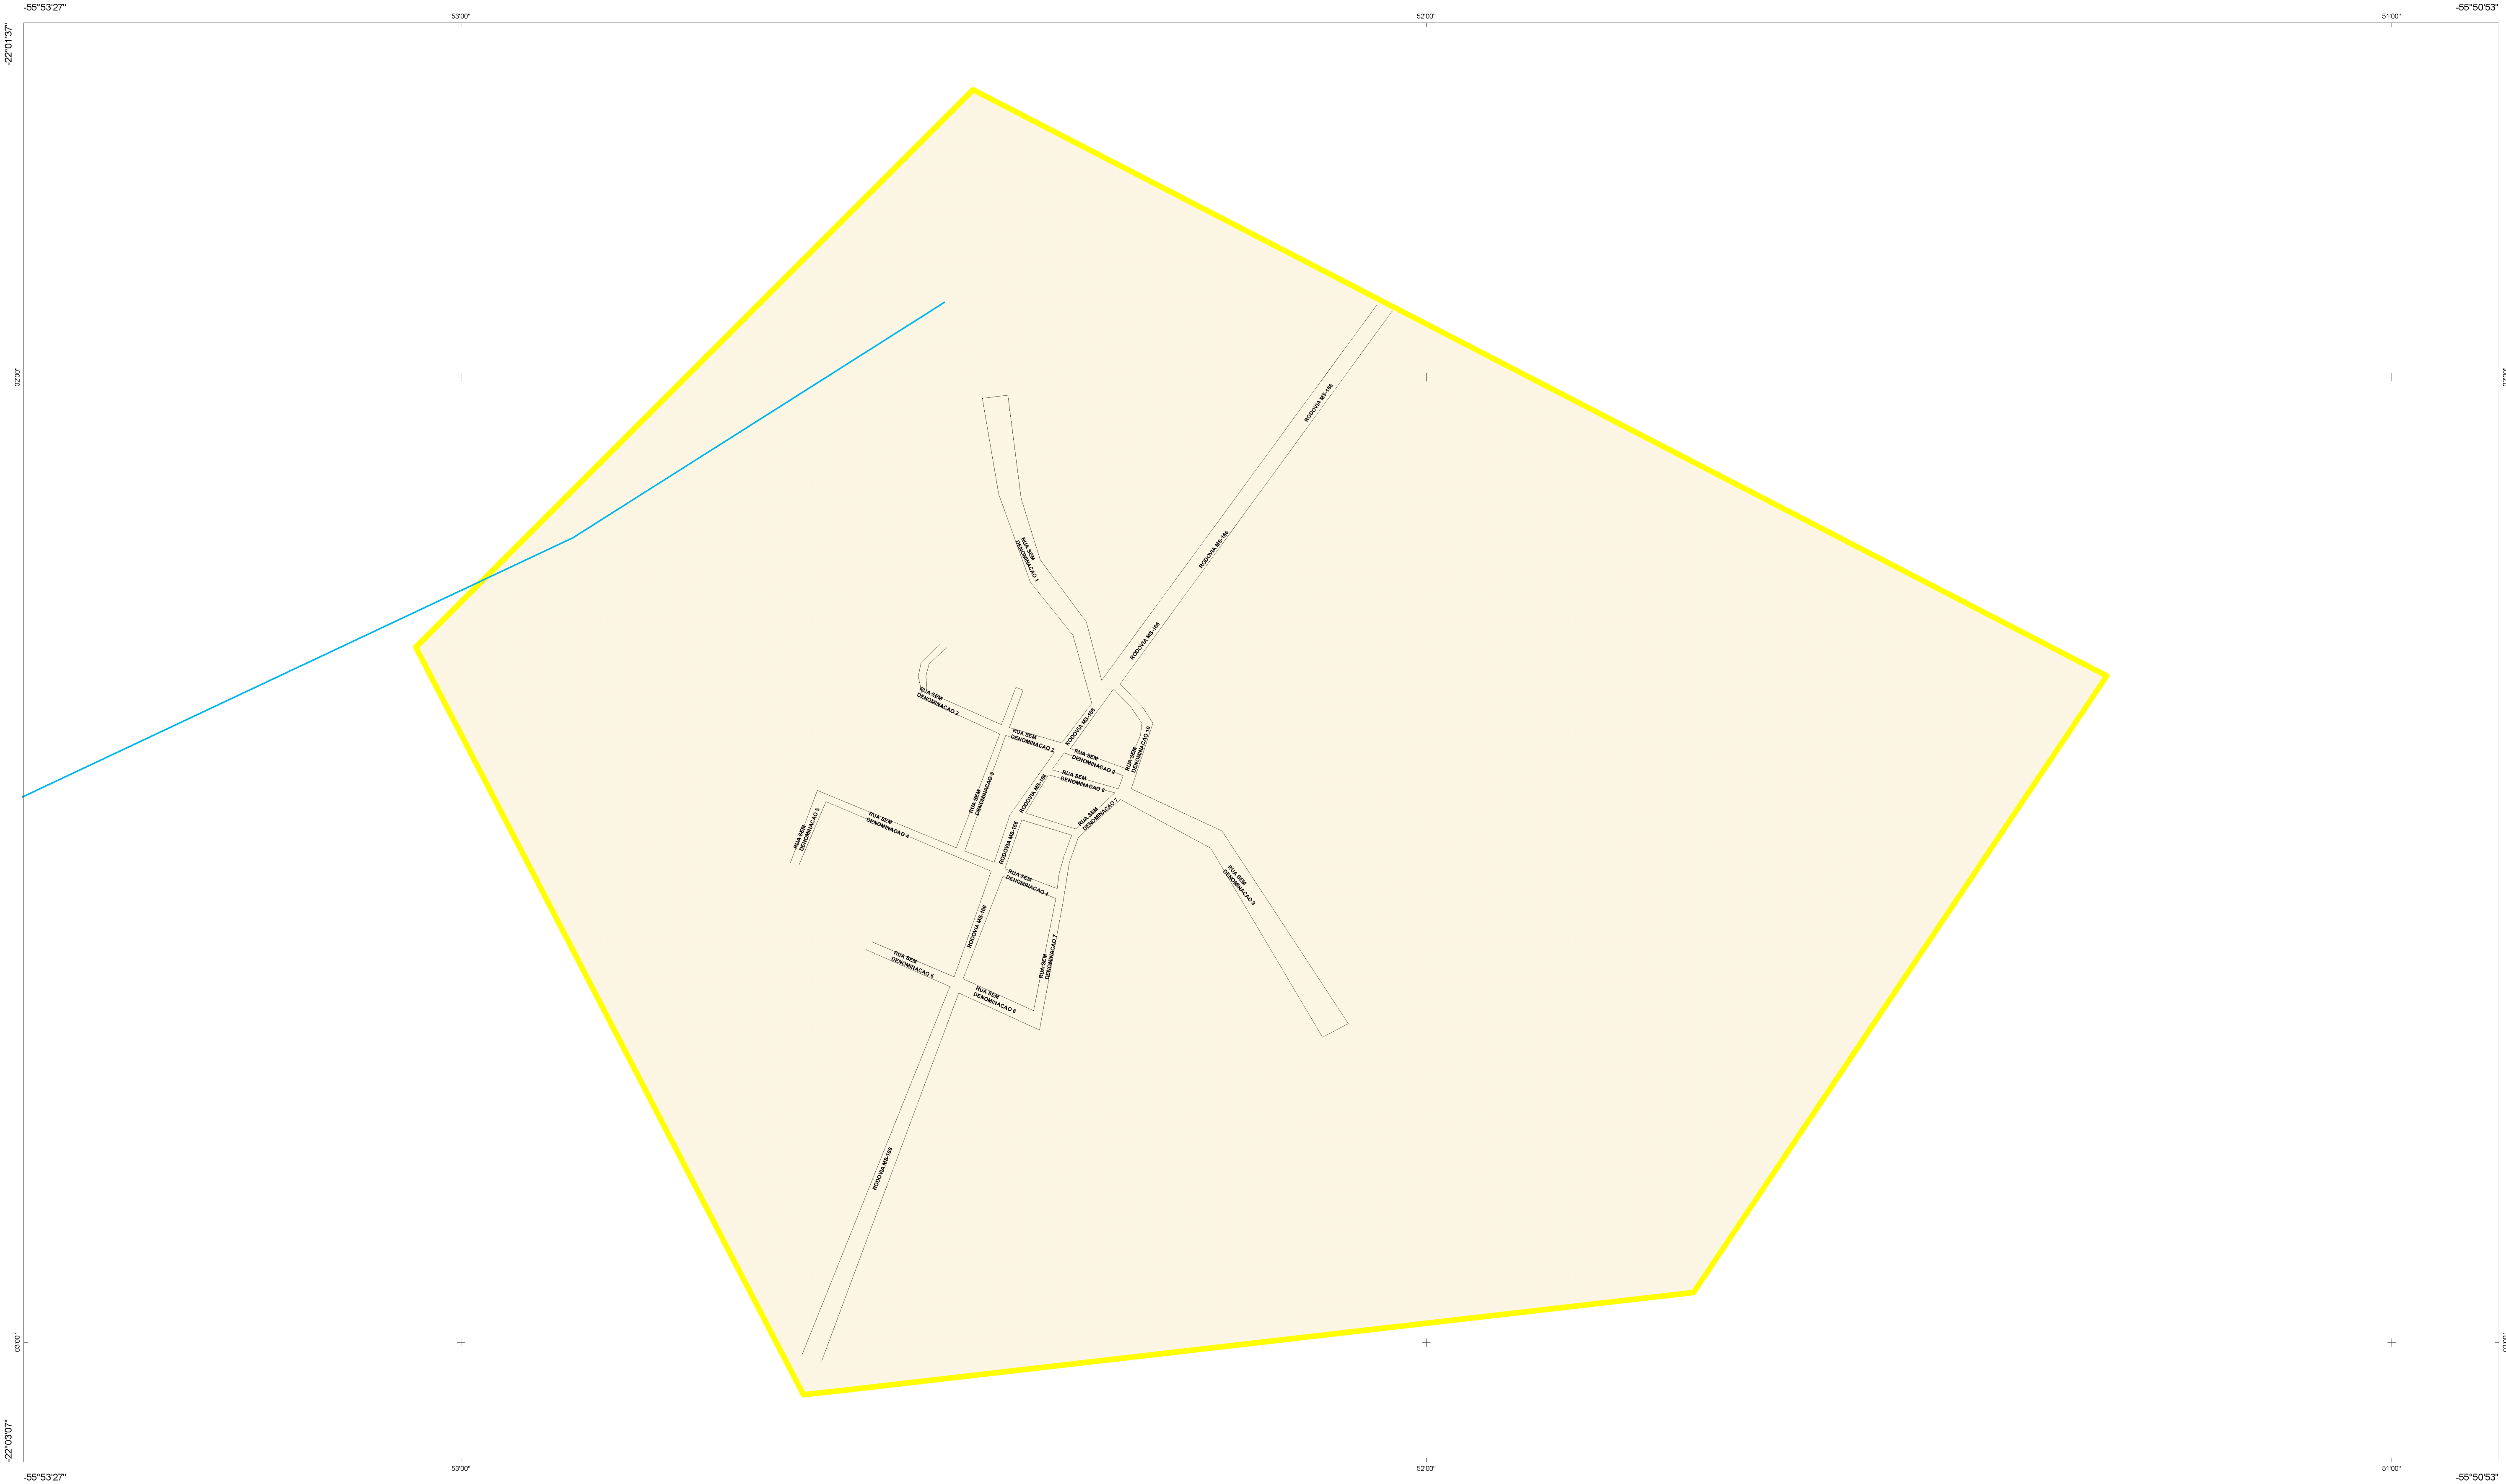 -55°53'27"
-55°50'53"
53'00"
52'00"
51'00"
-22°01'37"
02'00"
02'00"
RODOVIA MS-166
RODOVIA MS-166
RUA SEM
DENOMINACAO 1
RODOVIA MS-166
RUA SEM
DENOMINACAO 2
RODOVIA MS-166
RUA SEM
DENOMINACAO 2
RUA SEM
DENOMINACAO 2
RUA SEM
DENOMINACAO 10
RUA SEM
DENOMINACAO 3
RODOVIA MS-166
RUA SEM
DENOMINACAO 8
RUA SEM
DENOMINACAO 7
RUA SEM
DENOMINACAO 5
RUA SEM
DENOMINACAO 4
RODOVIA MS-166
RUA SEM
DENOMINACAO 4
RUA SEM
DENOMINACAO 9
RODOVIA MS-166
RUA SEM
DENOMINACAO 7
RUA SEM
DENOMINACAO 6
RUA SEM
DENOMINACAO 6
RODOVIA MS-166
03'00"
03'00"
-22°03'07"
53'00"
52'00"
51'00"
-55°53'27"
-55°50'53"